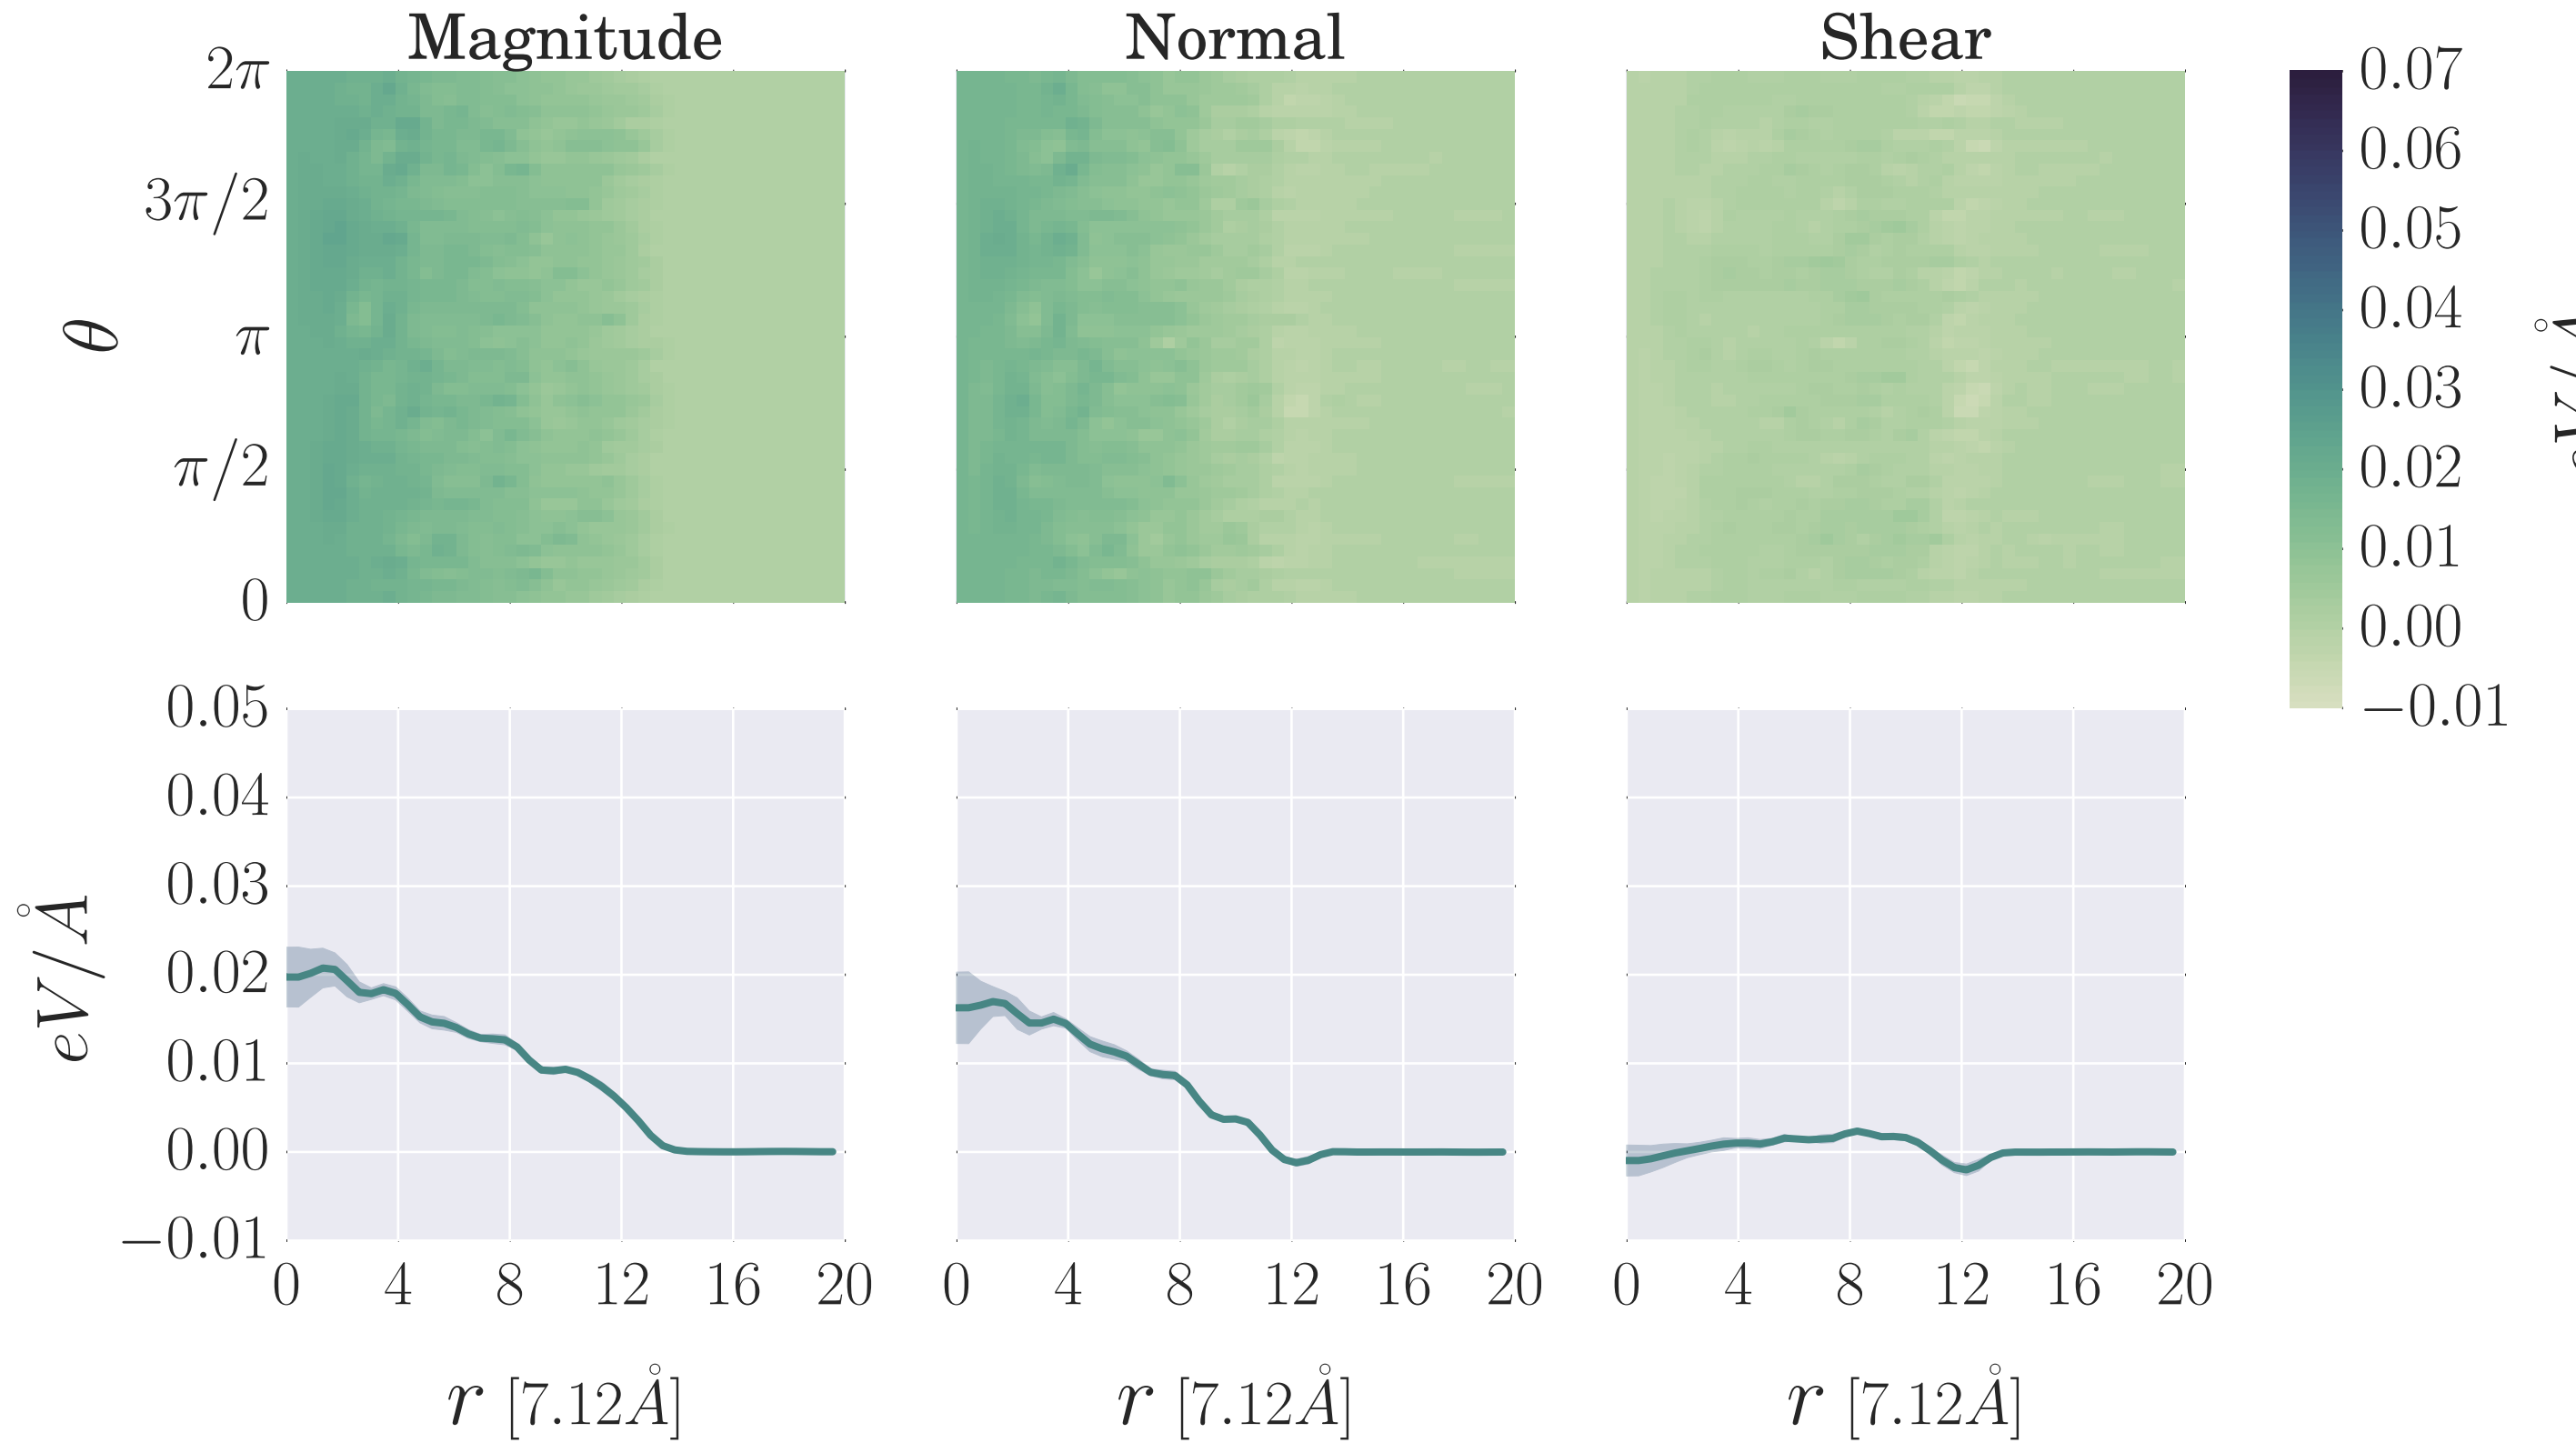 Magnitude Normal Shear
2π
3π/2
π
π/2
0
θ
0.07
0.06
0.05
0.04
0.03
0.02
0.01
0.00
−0.01
0.05
0.04
0.03
0.02
0.01
0.00
−0.01
eV/Å
0 4 8 12 16 20 0 4 8 12 16 20 0 4 8 12 16 20
r [7.12Å] r [7.12Å] r [7.12Å]